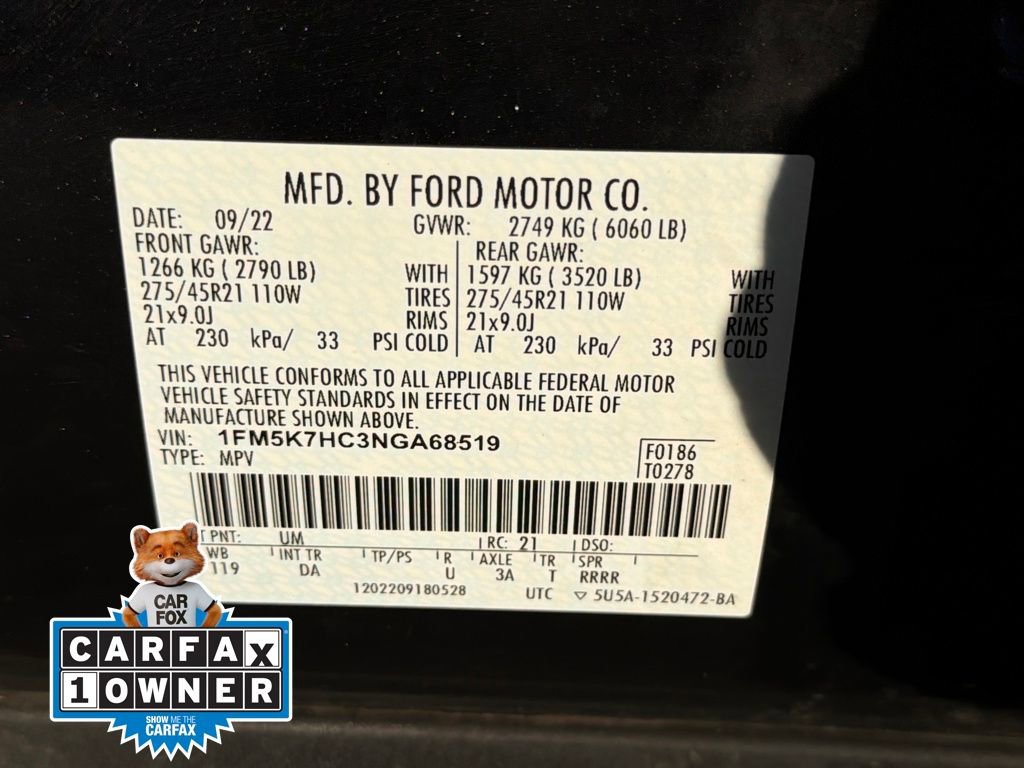 MFD. BY FORD MOTOR CO.
DATE: 09/22 GVWR: 2749 KG ( 6060 LB)
FRONT GAWR: REAR GAWR:
1266 KG ( 2790 LB) WITH 1597 KG ( 3520 LB) WITH
275/45R21 110W TIRES 275/45R21 110W TIRES
21x9.0J RIMS 21x9.0J RIMS
AT 230 kPa/ 33 PSI COLD AT 230 kPa/ 33 PSI COLD
THIS VEHICLE CONFORMS TO ALL APPLICABLE FEDERAL MOTOR
VEHICLE SAFETY STANDARDS IN EFFECT ON THE DATE OF
MANUFACTURE SHOWN ABOVE.
VIN: 1FM5K7HC3NGA68519
TYPE: MPV
F0186
T0278
T PNT: UM RC: 21 DSO:
WB INT TR TP/PS R AXLE TR SPR
119 DA U 3A T RRRR
1202209180528 UTC ▽ 5U5A-1520472-BA
CAR
FOX
CARFAX
1 OWNER
SHOW ME THE
CARFAX